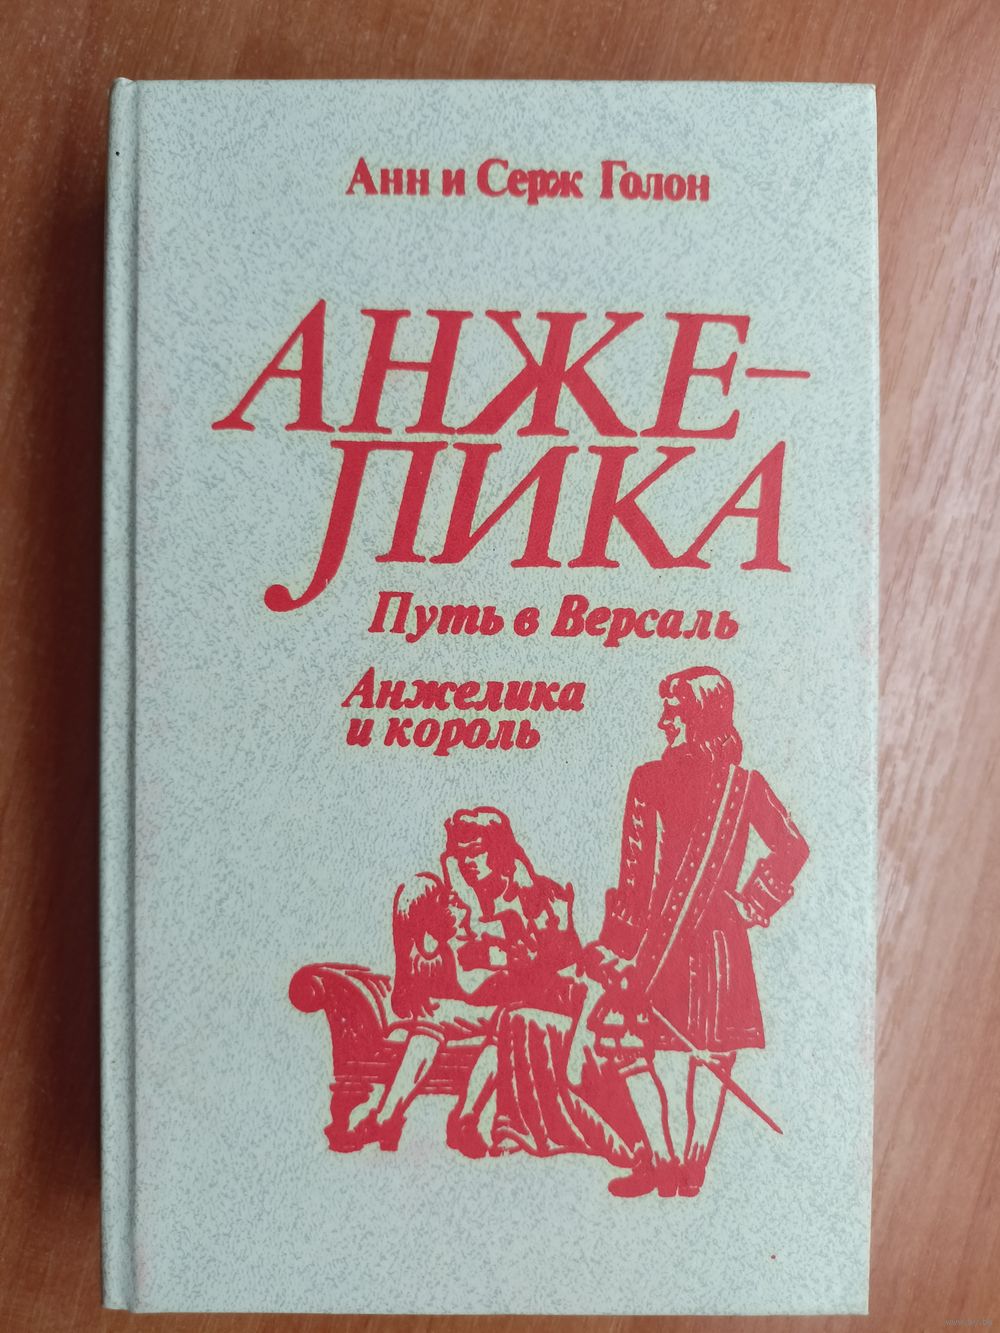 Анн и Серж Голон
АНЖЕ-
ЛИКА
Путь в Версаль
Анжелика
и король